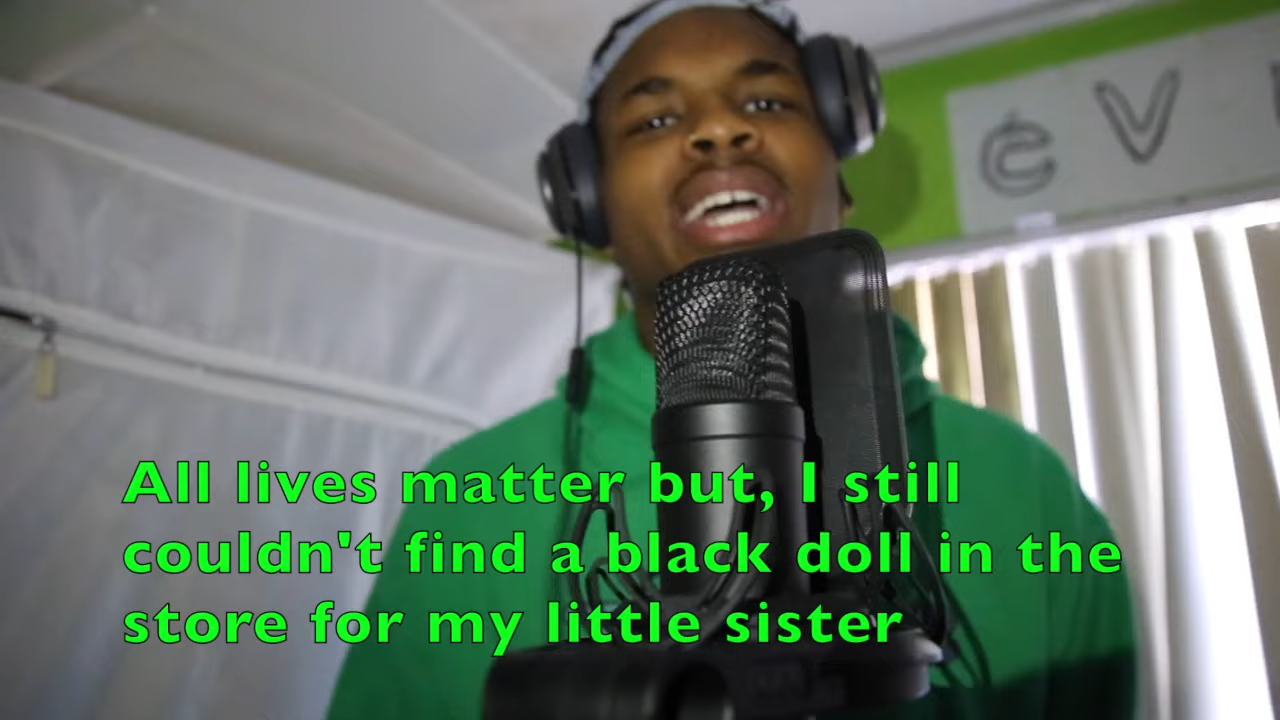 ė V
All lives matter but, I still
couldn't find a black doll in the
store for my little sister